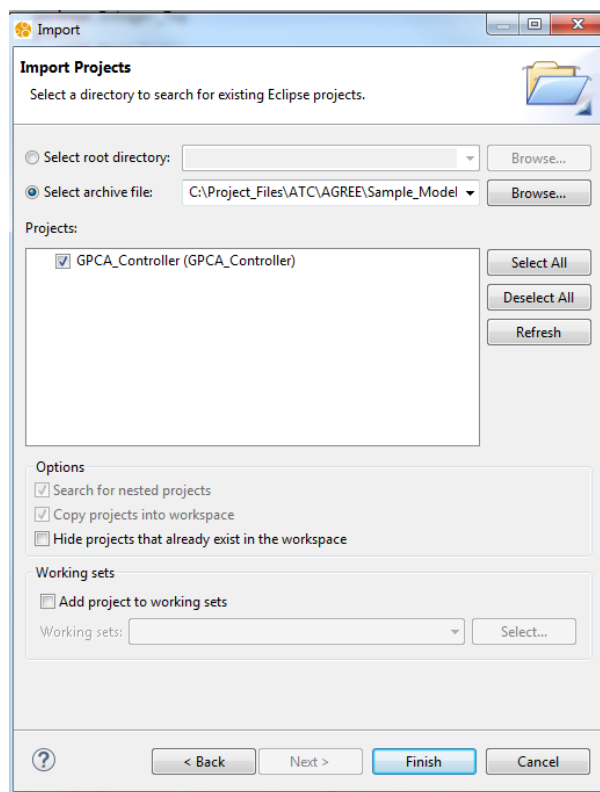 Import
Import Projects
Select a directory to search for existing Eclipse projects.
Select root directory:
Browse...
Select archive file:
C:\Project_Files\ATC\AGREE\Sample_Model
Browse...
Projects:
GPCA_Controller (GPCA_Controller)
Select All
Deselect All
Refresh
Options
Search for nested projects
Copy projects into workspace
Hide projects that already exist in the workspace
Working sets
Add project to working sets
Working sets:
Select...
?
< Back
Next >
Finish
Cancel